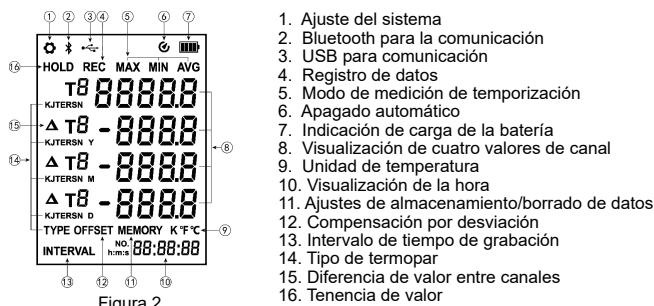 ① ② ③ ④ ⑤ ⑥ ⑦
HOLD REC MAX MIN AVG
⑯
T8 8888.8
KJTERSN
⑮ Δ T8 -888.8
KJTERSN Y
⑧
Δ T8 -888.8
⑭ KJTERSN M
Δ T8 -888.8
KJTERSN D
TYPE OFFSET MEMORY K °F °C ⑨
INTERVAL NO. h:m:s 88:88:88
⑬ ⑫ ⑪ ⑩
Figura 2
1. Ajuste del sistema
2. Bluetooth para la comunicación
3. USB para comunicación
4. Registro de datos
5. Modo de medición de temporización
6. Apagado automático
7. Indicación de carga de la batería
8. Visualización de cuatro valores de canal
9. Unidad de temperatura
10. Visualización de la hora
11. Ajustes de almacenamiento/borrado de datos
12. Compensación por desviación
13. Intervalo de tiempo de grabación
14. Tipo de termopar
15. Diferencia de valor entre canales
16. Tenencia de valor